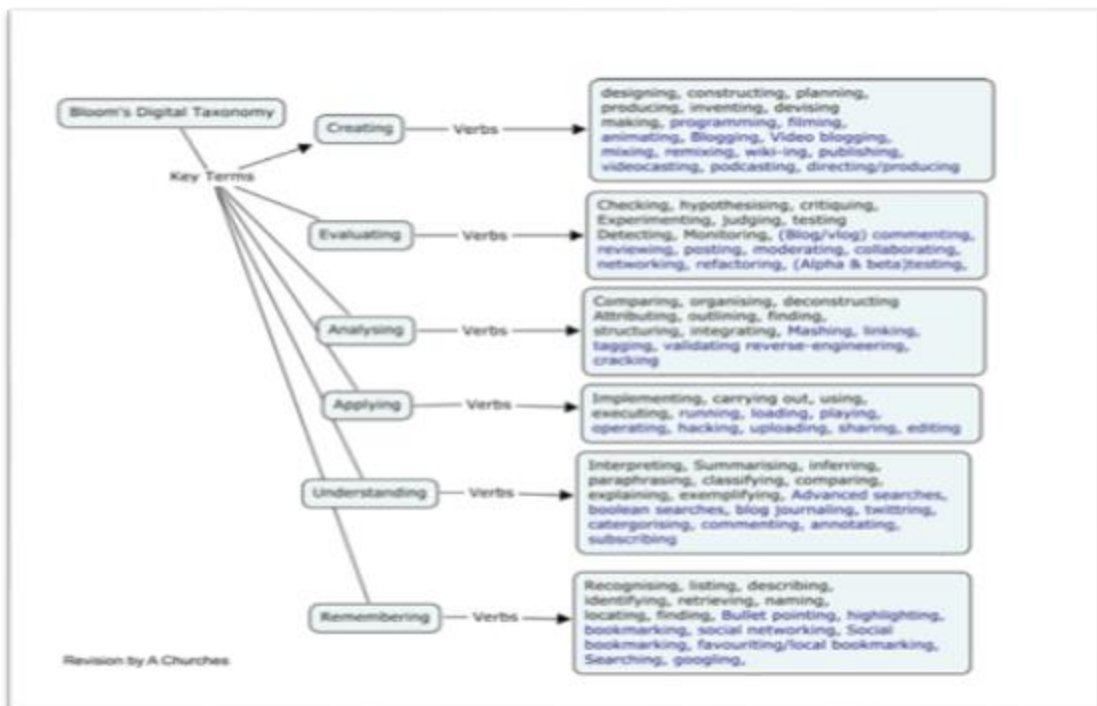 Bloom's Digital Taxonomy
Key Terms
Creating
Verbs
designing, constructing, planning,
producing, inventing, devising
making, programming, filming,
animating, Blogging, Video blogging,
mixing, remixing, wiki-ing, publishing,
videocasting, podcasting, directing/producing
Evaluating
Verbs
Checking, hypothesising, critiquing,
Experimenting, judging, testing
Detecting, Monitoring, (Blog/vlog) commenting,
reviewing, posting, moderating, collaborating,
networking, refactoring, (Alpha & beta)testing,
Analysing
Verbs
Comparing, organising, deconstructing
Attributing, outlining, finding,
structuring, integrating, Mashing, linking,
tagging, validating reverse-engineering,
cracking
Applying
Verbs
Implementing, carrying out, using,
executing, running, loading, playing,
operating, hacking, uploading, sharing, editing
Understanding
Verbs
Interpreting, Summarising, inferring,
paraphrasing, classifying, comparing,
explaining, exemplifying, Advanced searches,
boolean searches, blog journaling, twittring,
catergorising, commenting, annotating,
subscribing
Remembering
Verbs
Recognising, listing, describing,
identifying, retrieving, naming,
locating, finding, Bullet pointing, highlighting,
bookmarking, social networking, Social
bookmarking, favouriting/local bookmarking,
Searching, googling,
Revision by A Churches